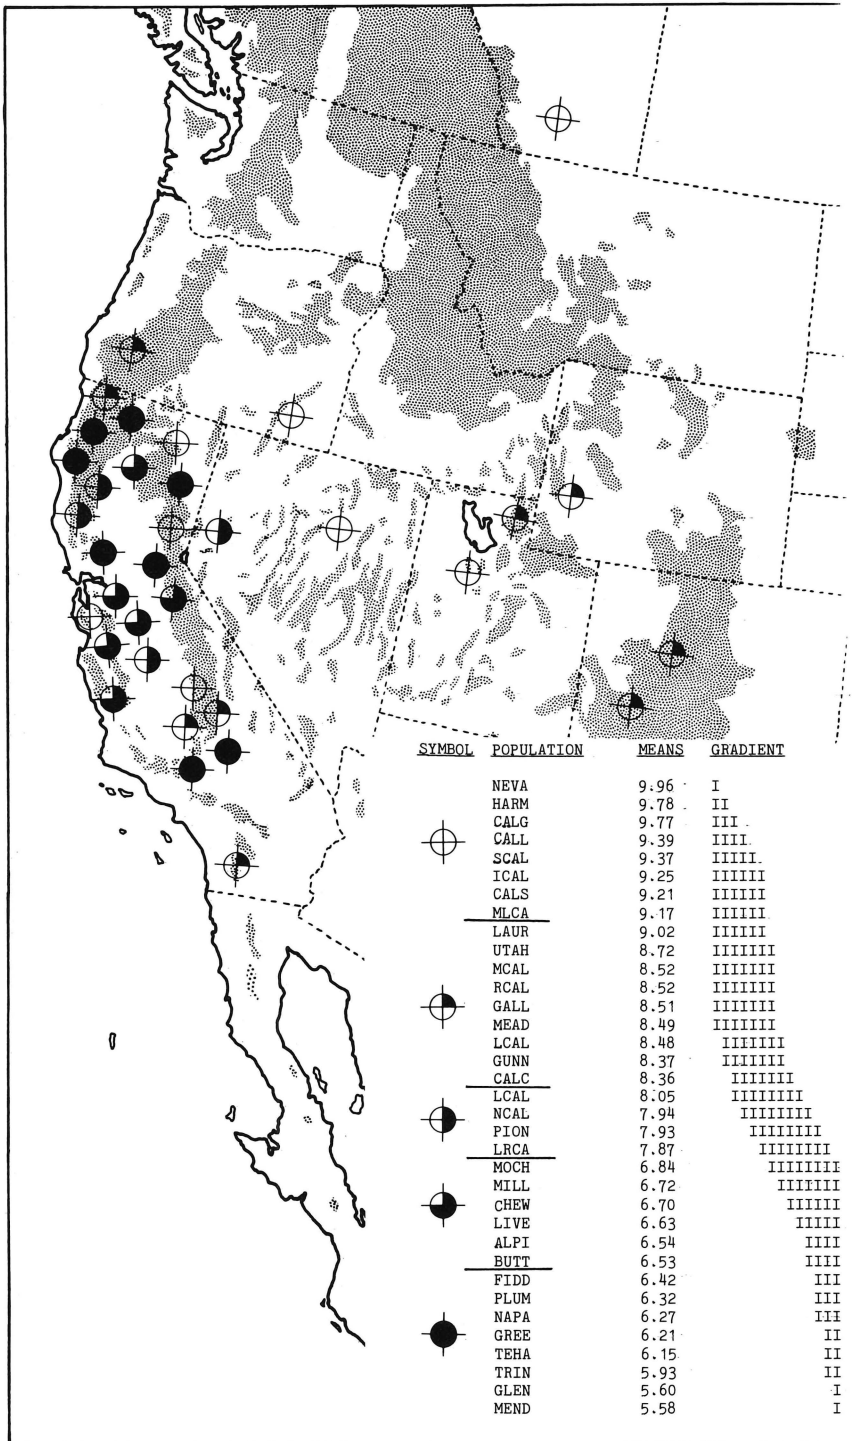 SYMBOL POPULATION MEANS GRADIENT
NEVA 9.96 I
HARM 9.78 II
CALG 9.77 III
CALL 9.39 IIII
SCAL 9.37 IIIII
ICAL 9.25 IIIIII
CALS 9.21 IIIIII
MLCA 9.17 IIIIII
LAUR 9.02 IIIIII
UTAH 8.72 IIIIIII
MCAL 8.52 IIIIIII
RCAL 8.52 IIIIIII
GALL 8.51 IIIIIII
MEAD 8.49 IIIIIII
LCAL 8.48 IIIIIII
GUNN 8.37 IIIIIII
CALC 8.36 IIIIIII
LCAL 8.05 IIIIIIII
NCAL 7.94 IIIIIIII
PION 7.93 IIIIIIII
LRCA 7.87 IIIIIIII
MOCH 6.84 IIIIIIII
MILL 6.72 IIIIIII
CHEW 6.70 IIIIII
LIVE 6.63 IIIII
ALPI 6.54 IIII
BUTT 6.53 IIII
FIDD 6.42 III
PLUM 6.32 III
NAPA 6.27 III
GREE 6.21 II
TEHA 6.15 II
TRIN 5.93 II
GLEN 5.60 I
MEND 5.58 I